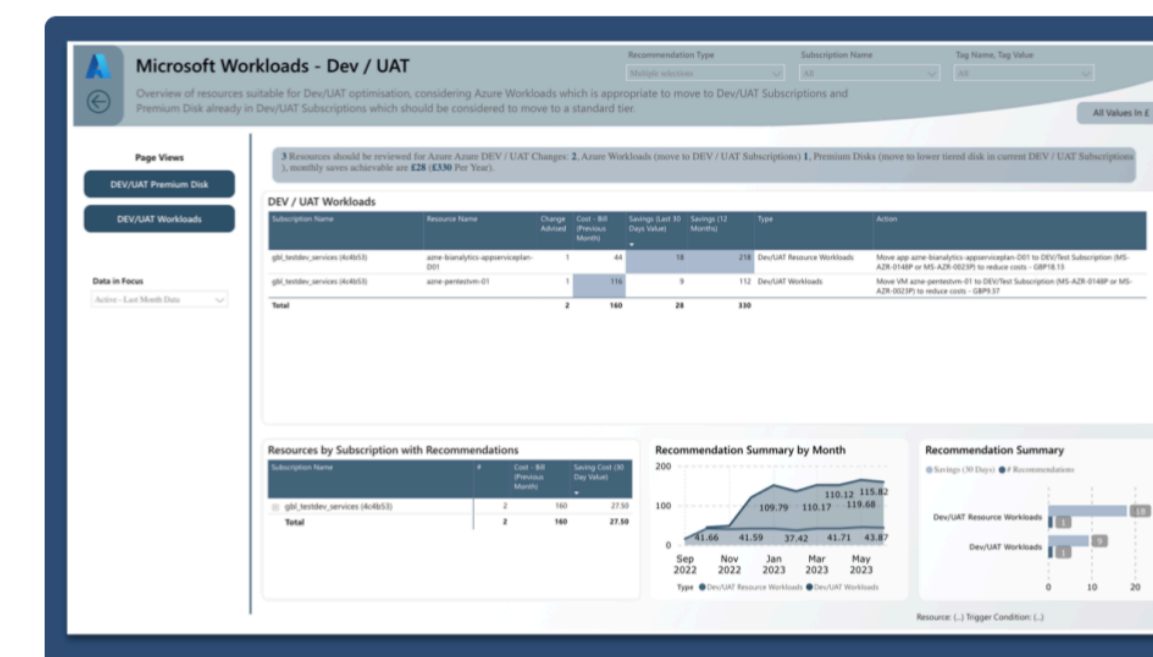 Microsoft Workloads - Dev / UAT
Recommendation Type
Subscription Name
Tag Name, Tag Value
Multiple selections
All
All
Overview of resources suitable for Dev/UAT optimisation, considering Azure Workloads which is appropriate to move to Dev/UAT Subscriptions and
Premium Disk already in Dev/UAT Subscriptions which should be considered to move to a standard tier.
All Values In £
Page Views
DEV/UAT Premium Disk
DEV/UAT Workloads
Data in Focus
Active - Last Month Data
3 Resources should be reviewed for Azure Azure DEV / UAT Changes: 2, Azure Workloads (move to DEV / UAT Subscriptions) 1, Premium Disks (move to lower tiered disk in current DEV / UAT Subscriptions
), monthly saves achievable are £28 (£330 Per Year).
DEV / UAT Workloads
Subscription Name Resource Name Change Advised Cost - Bill (Previous Month) Savings (Last 30 Days Value) Savings (12 Months) Type Action
gbl_testdev_services (4c4b53) azne-bianalytics-appserviceplan- 1 44 18 218 Dev/UAT Resource Workloads Move app azne-bianalytics-appserviceplan-D01 to DEV/Test Subscription (MS-
D01 AZR-0148P or MS-AZR-0023P) to reduce costs - GBP18.13
gbl_testdev_services (4c4b53) azne-pentestvm-01 1 116 9 112 Dev/UAT Workloads Move VM azne-pentestvm-01 to DEV/Test Subscription (MS-AZR-0148P or MS-
AZR-0023P) to reduce costs - GBP9.37
Total 2 160 28 330
Resources by Subscription with Recommendations
Subscription Name # Cost - Bill (Previous Month) Saving Cost (30 Day Value)
gbl_testdev_services (4c4b53) 2 160 27.50
Total 2 160 27.50
Recommendation Summary by Month
200
100
0
110.12 115.82
109.79 110.17 119.68
41.66 41.59 37.42 41.71 43.87
Sep 2022 Nov 2022 Jan 2023 Mar 2023 May 2023
Type Dev/UAT Resource Workloads Dev/UAT Workloads
Recommendation Summary
Savings (30 Days) # Recommendations
Dev/UAT Resource Workloads 18
1
Dev/UAT Workloads 9
1
0 10 20
Resource: (...) Trigger Condition: (...)